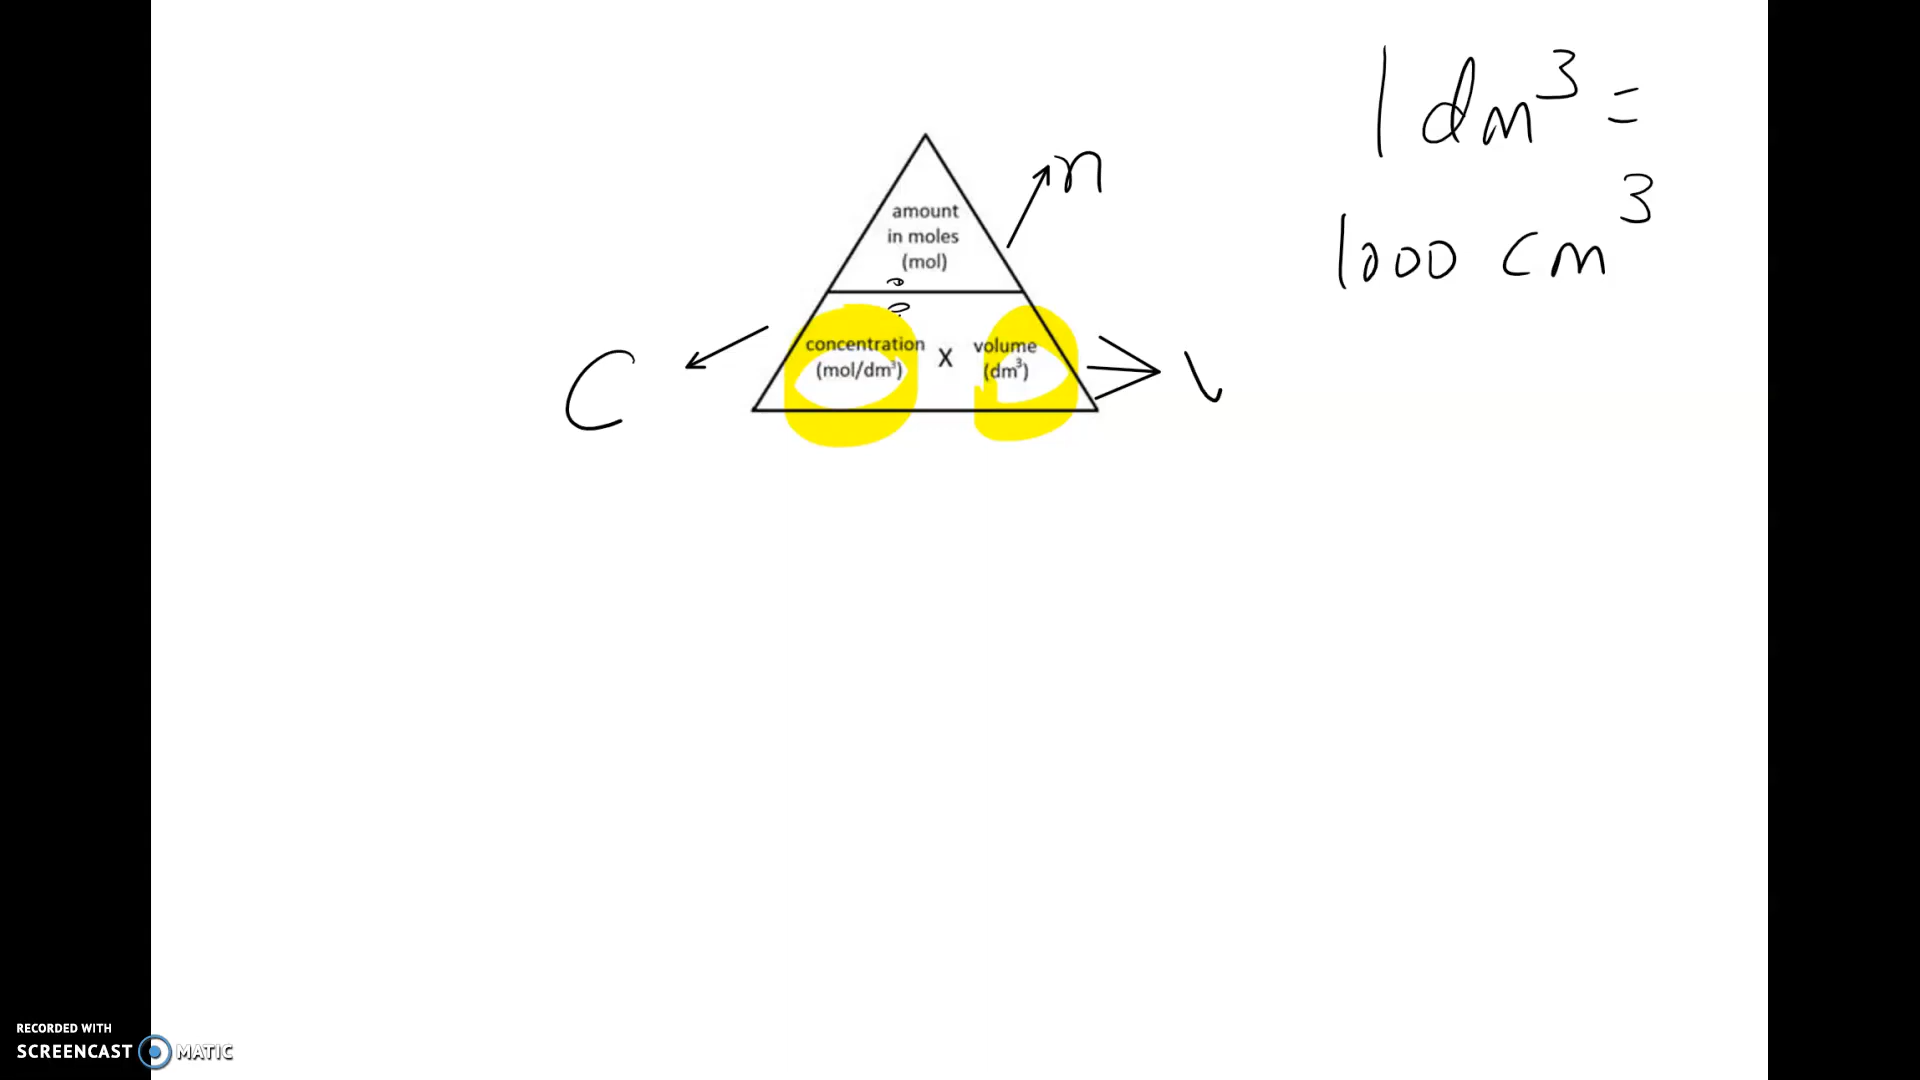 1 dm³ =
1000 cm³
n
amount
in moles
(mol)
concentration X volume
(mol/dm³) (dm³)
C
RECORDED WITH
SCREENCAST MATIC